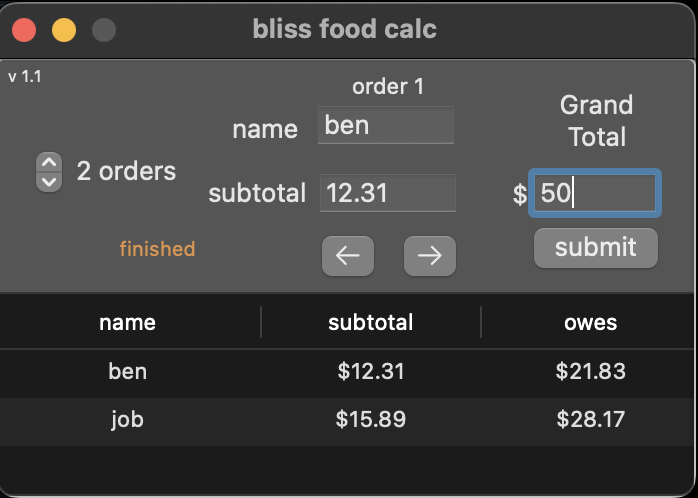 bliss food calc
v 1.1
order 1
name ben
2 orders
subtotal 12.31
finished
← →
Grand
Total
$ 50
submit
name subtotal owes
ben $12.31 $21.83
job $15.89 $28.17